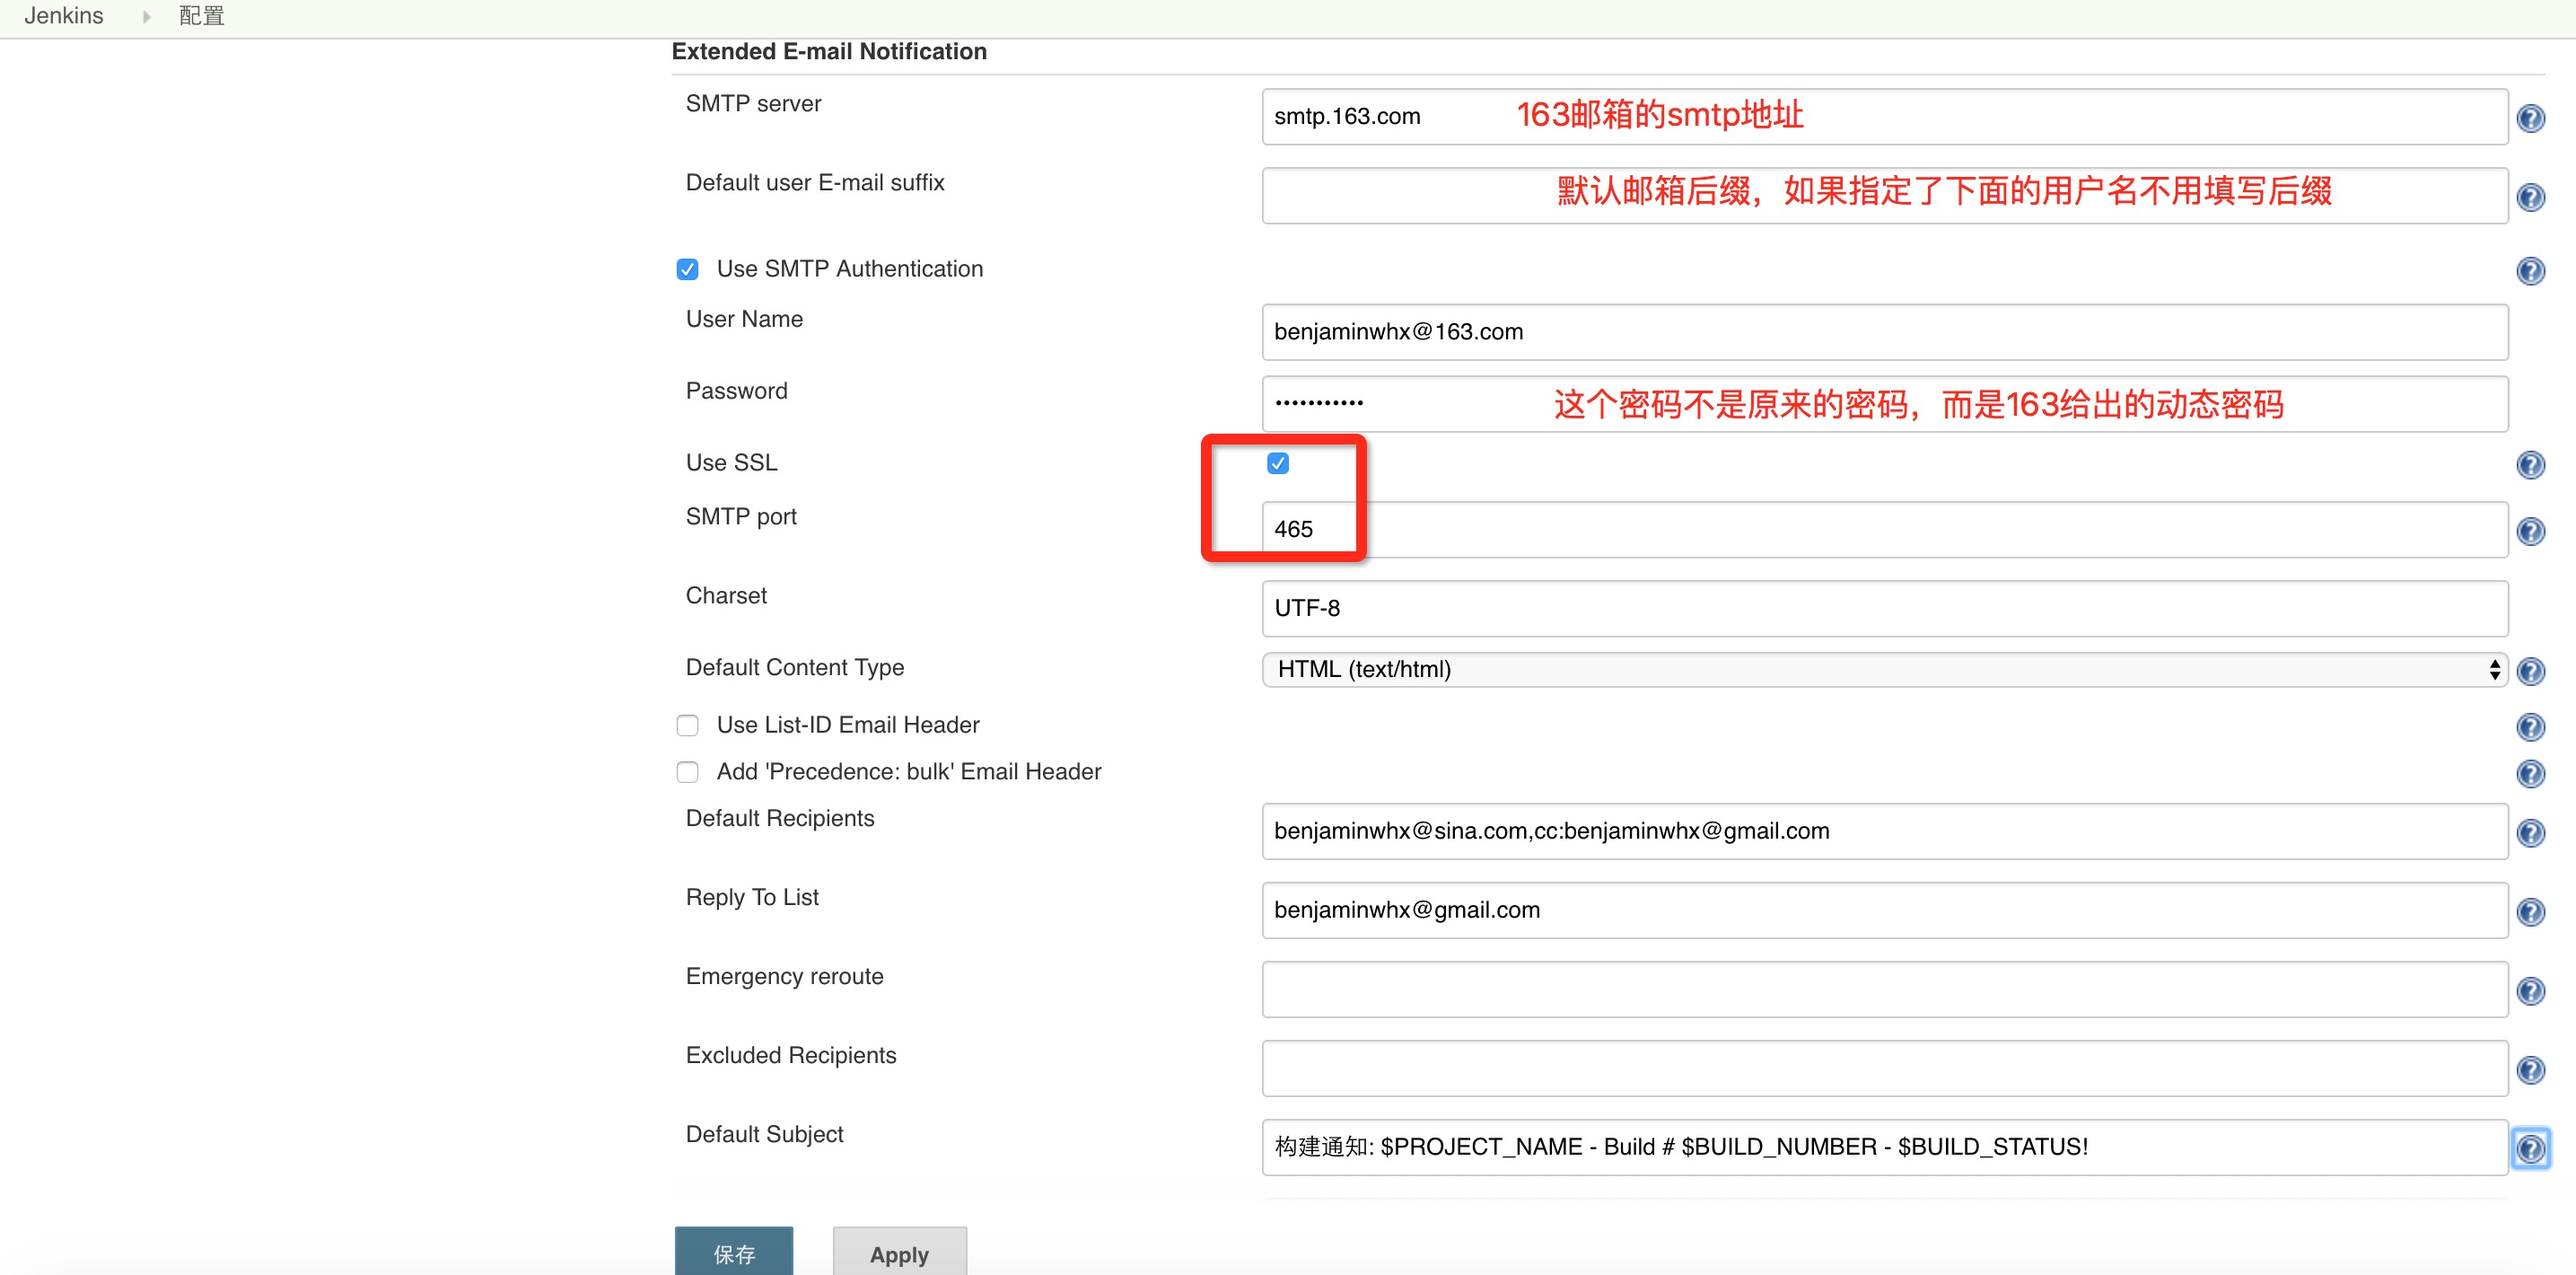 Jenkins 配置
Extended E-mail Notification
SMTP server
smtp.163.com 163邮箱的smtp地址
Default user E-mail suffix
默认邮箱后缀，如果指定了下面的用户名不用填写后缀
Use SMTP Authentication
User Name
benjaminwhx@163.com
Password
••••••••••• 这个密码不是原来的密码，而是163给出的动态密码
Use SSL
SMTP port
465
Charset
UTF-8
Default Content Type
HTML (text/html)
Use List-ID Email Header
Add 'Precedence: bulk' Email Header
Default Recipients
benjaminwhx@sina.com,cc:benjaminwhx@gmail.com
Reply To List
benjaminwhx@gmail.com
Emergency reroute
Excluded Recipients
Default Subject
构建通知: $PROJECT_NAME - Build # $BUILD_NUMBER - $BUILD_STATUS!
保存 Apply